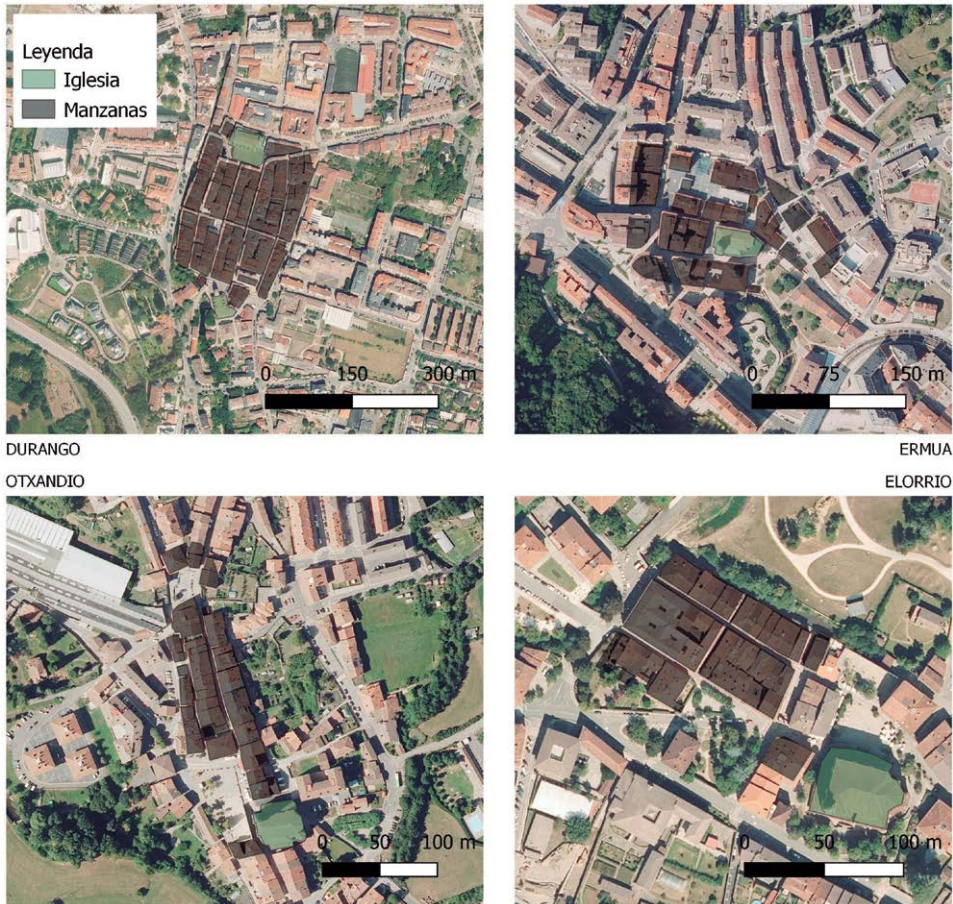 Leyenda
Iglesia
Manzanas
0 150 300 m
0 75 150 m
DURANGO
ERMUA
OTXANDIO
ELORRIO
0 50 100 m
0 50 100 m